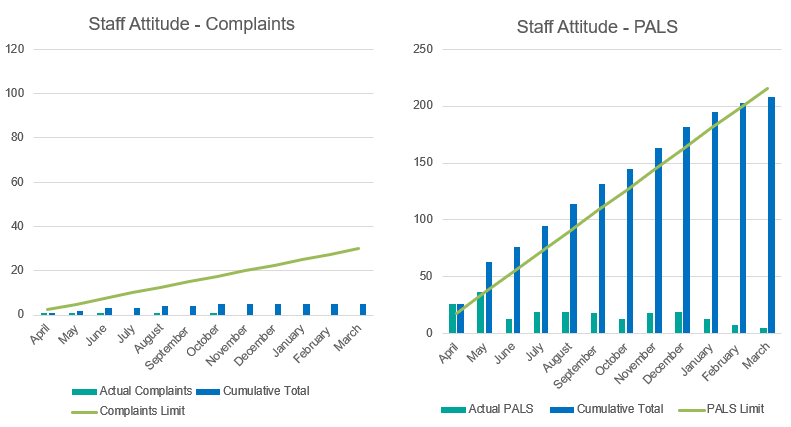 Staff Attitude - Complaints
120
100
80
60
40
20
0
April
May
June
July
August
September
October
November
December
January
February
March
Actual Complaints
Cumulative Total
Complaints Limit
Staff Attitude - PALS
250
200
150
100
50
0
April
May
June
July
August
September
October
November
December
January
February
March
Actual PALS
Cumulative Total
PALS Limit